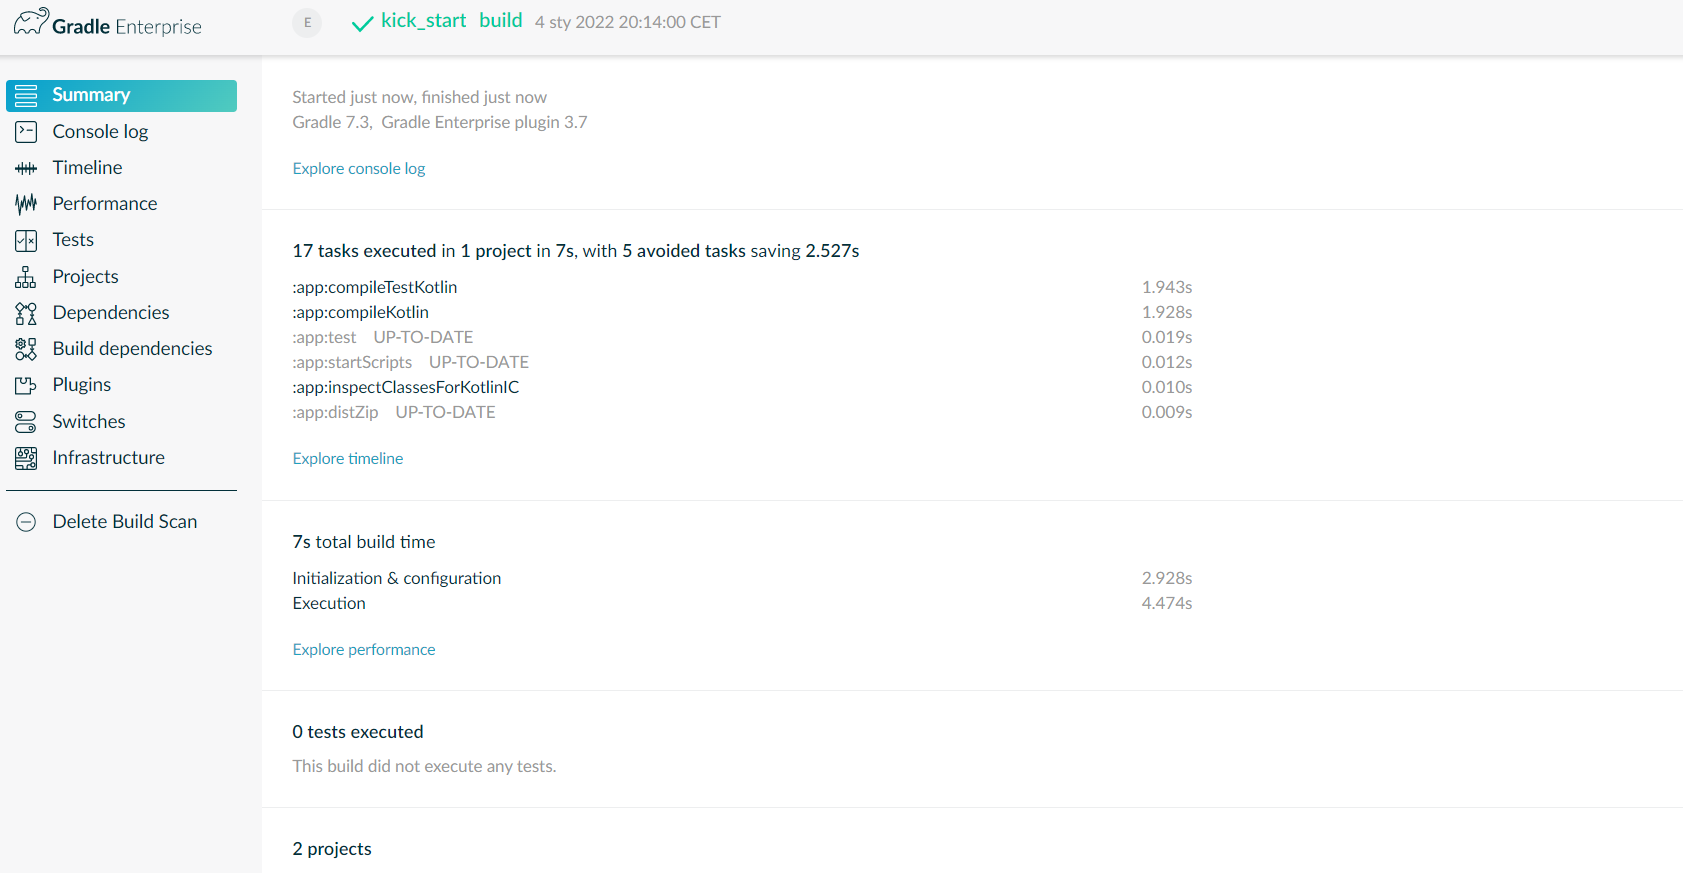 Gradle Enterprise
E
kick_start build 4 sty 2022 20:14:00 CET
Summary
Console log
Timeline
Performance
Tests
Projects
Dependencies
Build dependencies
Plugins
Switches
Infrastructure
Delete Build Scan
Started just now, finished just now
Gradle 7.3, Gradle Enterprise plugin 3.7
Explore console log
17 tasks executed in 1 project in 7s, with 5 avoided tasks saving 2.527s
:app:compileTestKotlin 1.943s
:app:compileKotlin 1.928s
:app:test UP-TO-DATE 0.019s
:app:startScripts UP-TO-DATE 0.012s
:app:inspectClassesForKotlinIC 0.010s
:app:distZip UP-TO-DATE 0.009s
Explore timeline
7s total build time
Initialization & configuration 2.928s
Execution 4.474s
Explore performance
0 tests executed
This build did not execute any tests.
2 projects